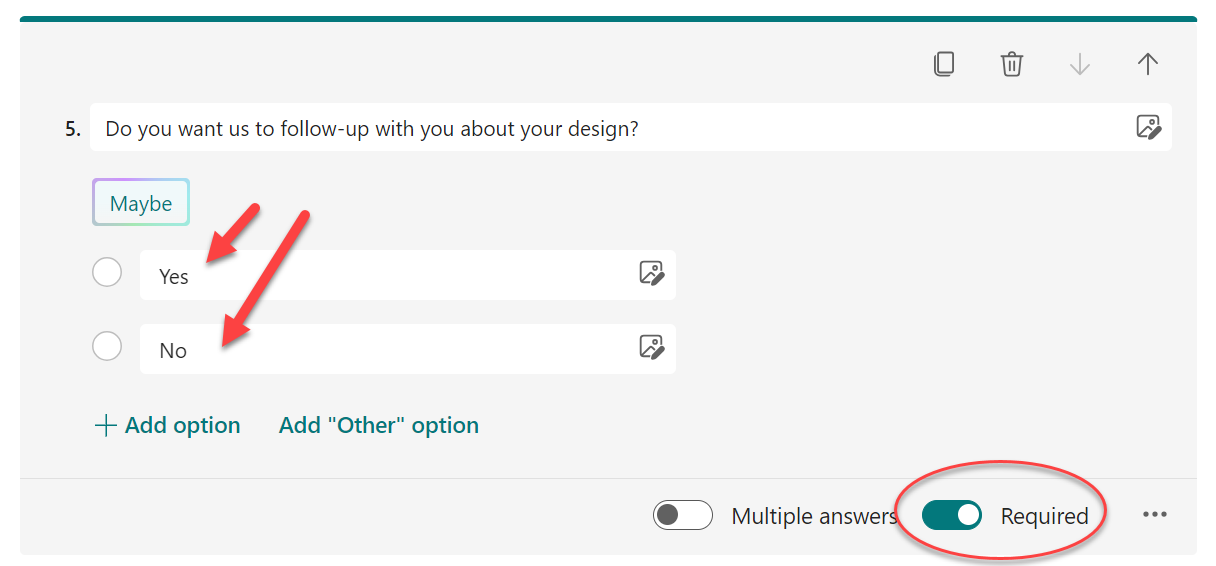 5. Do you want us to follow-up with you about your design?
Maybe
Yes
No
Add option Add "Other" option
Multiple answers Required